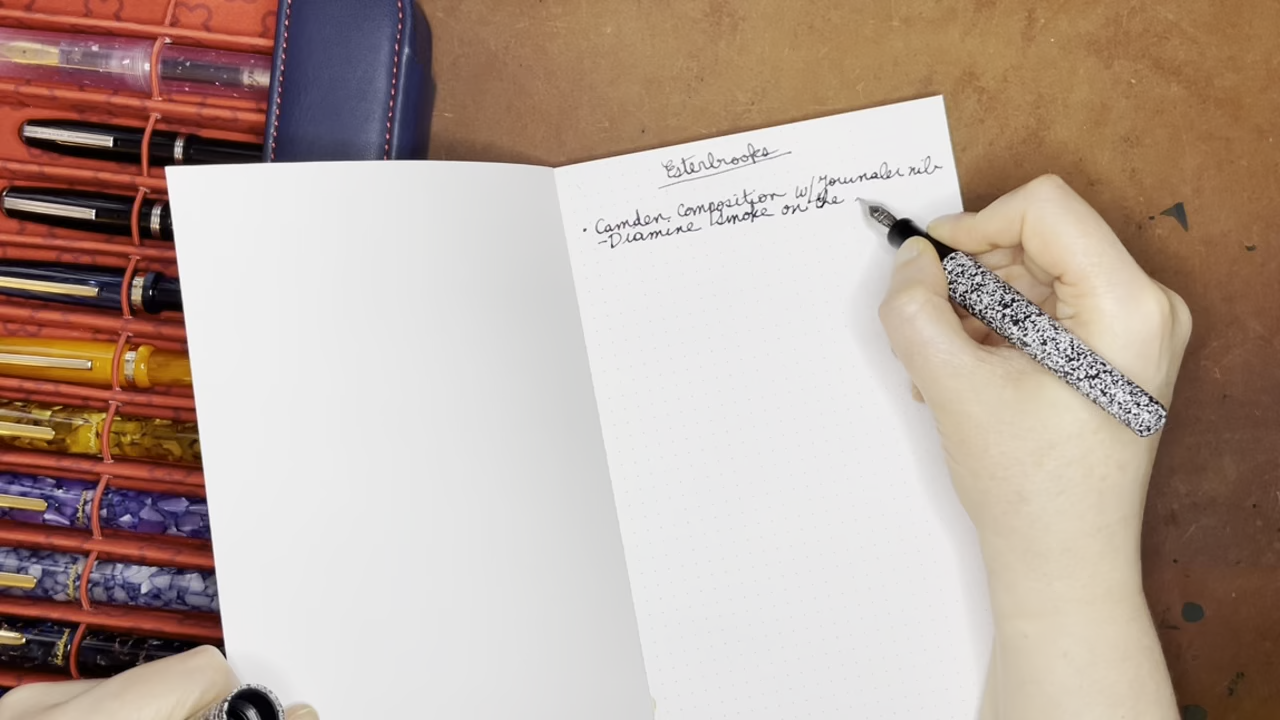 Esterbrooks
• Camden Composition w/ Journaler nib
- Diamine Smoke on the